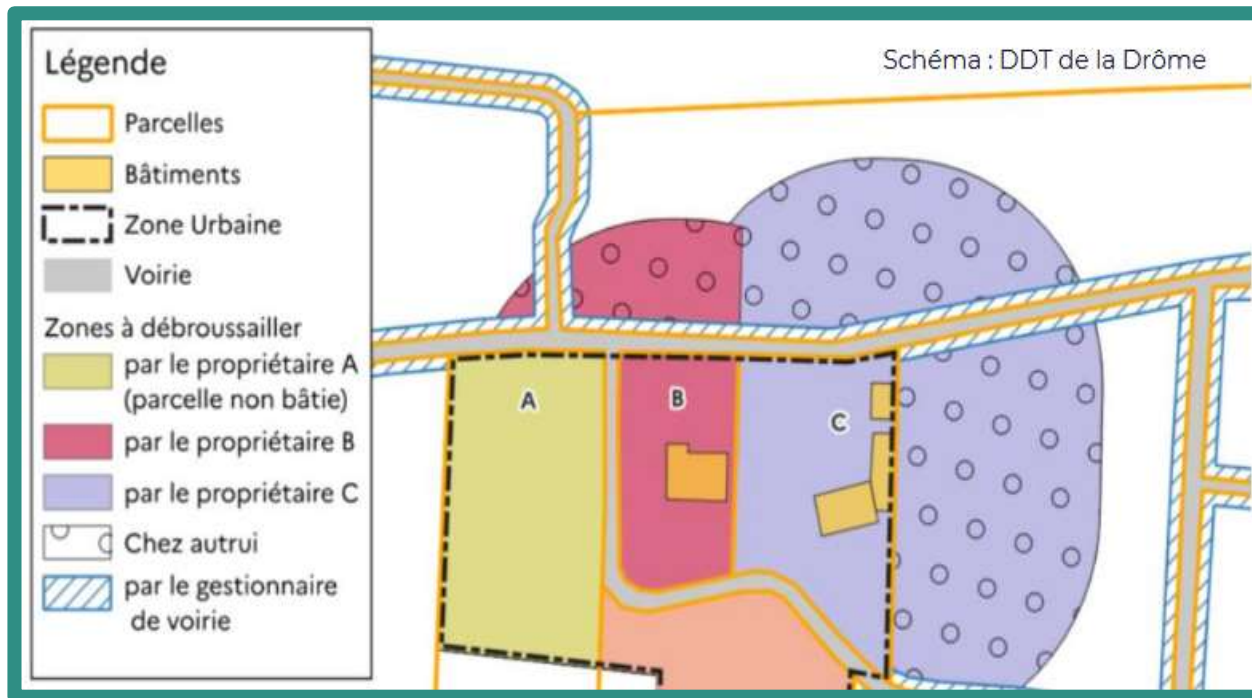 Légende
Parcelles
Bâtiments
Zone Urbaine
Voirie
Zones à débroussailler
par le propriétaire A
(parcelle non bâtie)
par le propriétaire B
par le propriétaire C
Chez autrui
par le gestionnaire
de voirie
Schéma : DDT de la Drôme
A
B
C